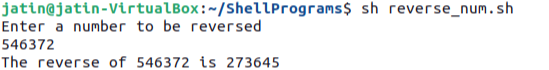 jatin@jatin-VirtualBox:~/ShellPrograms$ sh reverse_num.sh
Enter a number to be reversed
546372
The reverse of 546372 is 273645